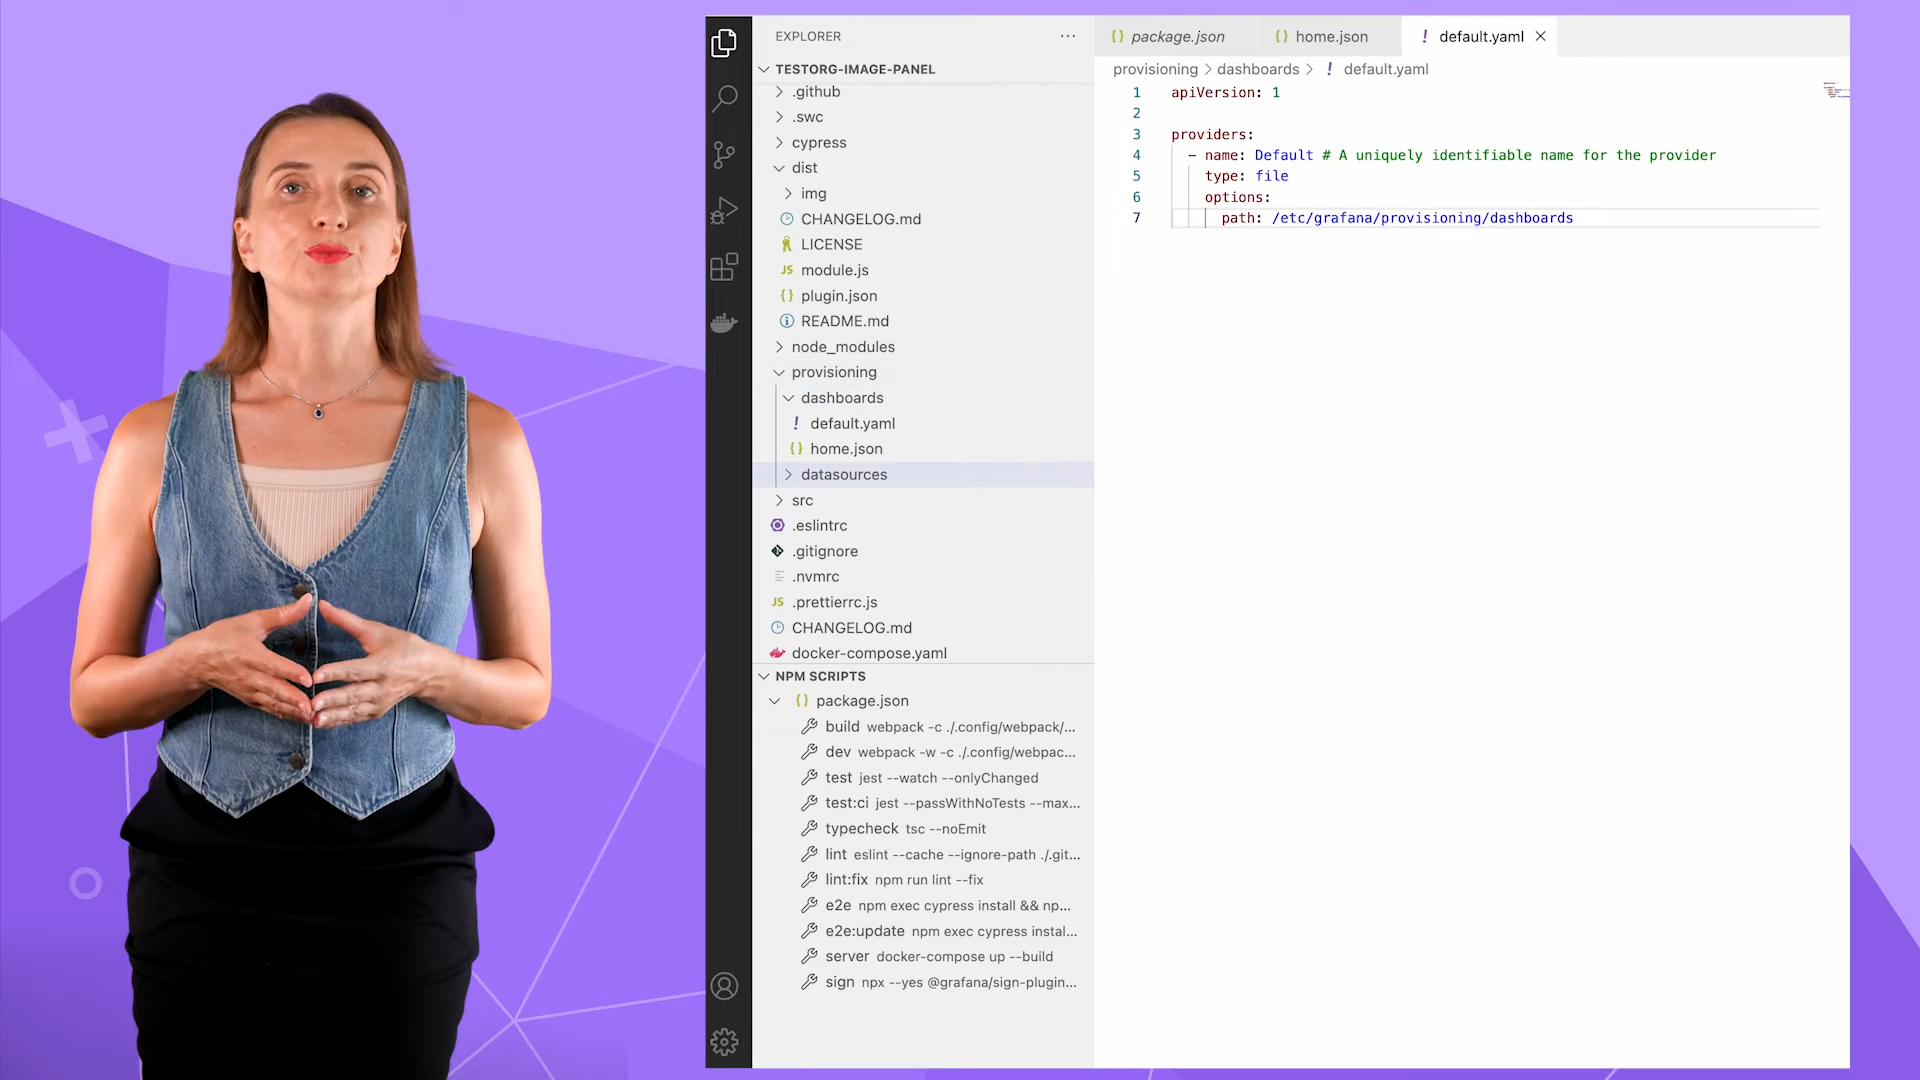 EXPLORER
TESTORG-IMAGE-PANEL
.github
.swc
cypress
dist
img
CHANGELOG.md
LICENSE
JS module.js
{} plugin.json
README.md
node_modules
provisioning
dashboards
! default.yaml
{} home.json
datasources
src
.eslintrc
.gitignore
.nvmrc
JS .prettierrc.js
CHANGELOG.md
docker-compose.yaml
NPM SCRIPTS
{} package.json
build webpack -c ./.config/webpack/...
dev webpack -w -c ./.config/webpac...
test jest --watch --onlyChanged
test:ci jest --passWithNoTests --max...
typecheck tsc --noEmit
lint eslint --cache --ignore-path ./.git...
lint:fix npm run lint --fix
e2e npm exec cypress install && np...
e2e:update npm exec cypress instal...
server docker-compose up --build
sign npx --yes @grafana/sign-plugin...
{} package.json {} home.json ! default.yaml
provisioning > dashboards > ! default.yaml
1 apiVersion: 1
2
3 providers:
4 - name: Default # A uniquely identifiable name for the provider
5 type: file
6 options:
7 path: /etc/grafana/provisioning/dashboards